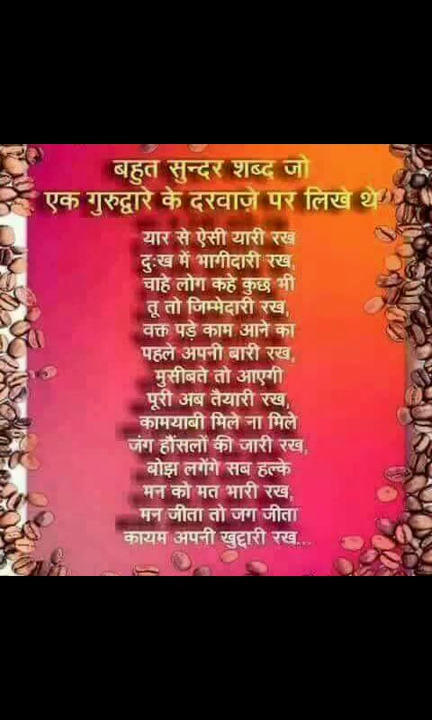 बहुत सुन्दर शब्द जो
एक गुरुद्वारे के दरवाज़े पर लिखे थे
यार से ऐसी यारी रख
दुःख में भागीदारी रख,
चाहे लोग कहे कुछ भी
तू तो जिम्मेदारी रख,
वक्त पड़े काम आने का
पहले अपनी बारी रख,
मुसीबते तो आएगी
पूरी अब तैयारी रख,
कामयाबी मिले ना मिले
जंग हौंसलों की जारी रख,
बोझ लगेंगे सब हल्के
मन को मत भारी रख,
मन जीता तो जग जीता
कायम अपनी खुद्दारी रख...